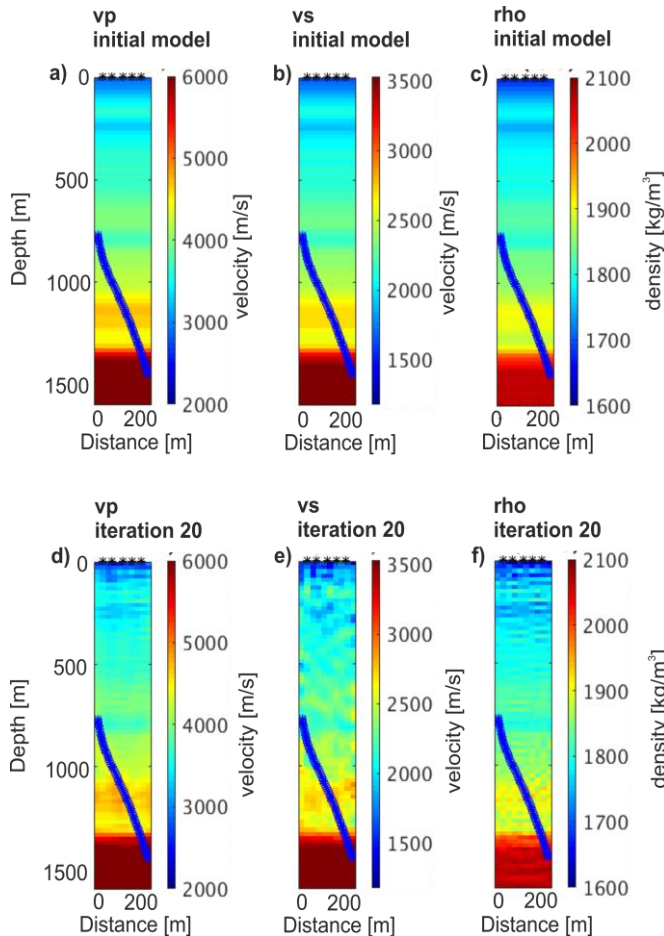 vp
initial model
vs
initial model
rho
initial model
a)
b)
c)
0
500
1000
1500
Depth [m]
6000
5000
4000
3000
2000
velocity [m/s]
3500
3000
2500
2000
1500
velocity [m/s]
2100
2000
1900
1800
1700
1600
density [kg/m³]
0 200
Distance [m]
0 200
Distance [m]
0 200
Distance [m]
vp
iteration 20
vs
iteration 20
rho
iteration 20
d)
e)
f)
0
500
1000
1500
Depth [m]
6000
5000
4000
3000
2000
velocity [m/s]
3500
3000
2500
2000
1500
velocity [m/s]
2100
2000
1900
1800
1700
1600
density [kg/m³]
0 200
Distance [m]
0 200
Distance [m]
0 200
Distance [m]